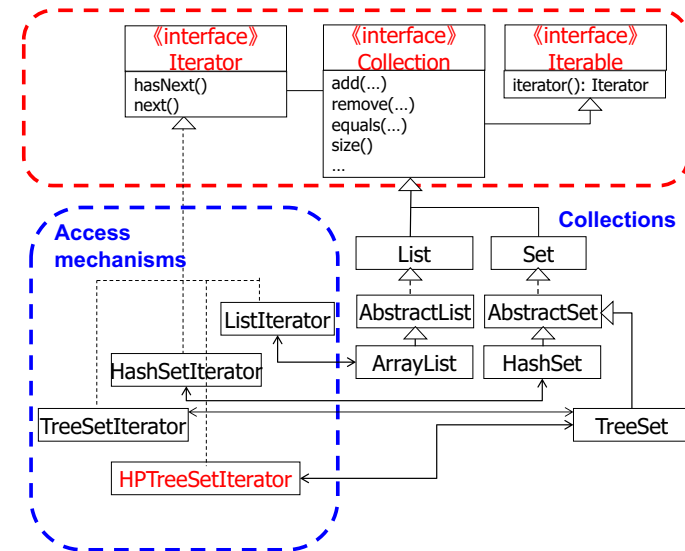 《interface》
Iterator
hasNext()
next()
《interface》
Collection
add(...)
remove(...)
equals(...)
size()
...
《interface》
Iterable
iterator(): Iterator
Access
mechanisms
Collections
List
Set
ListIterator
AbstractList
AbstractSet
HashSetIterator
ArrayList
HashSet
TreeSetIterator
TreeSet
HPTreeSetIterator